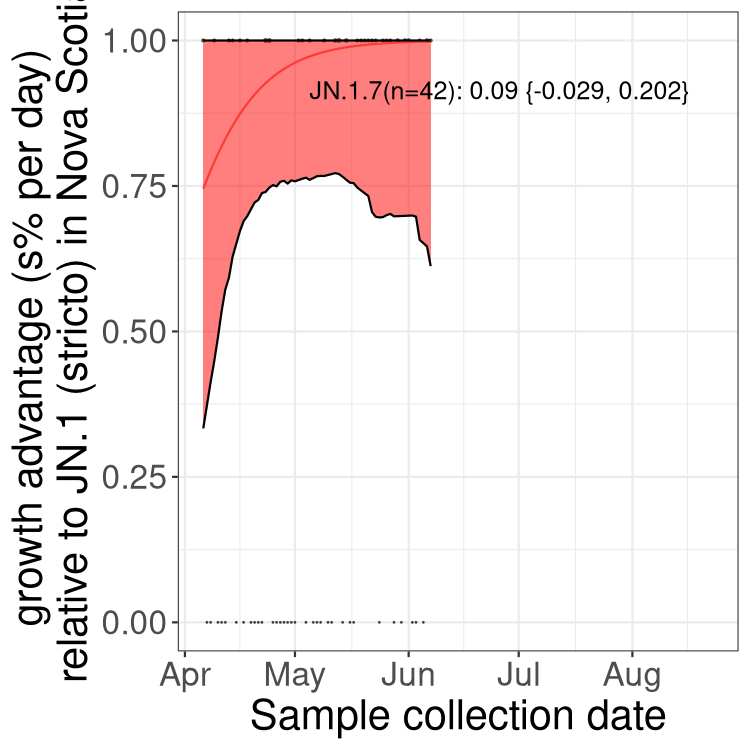 growth advantage (s% per day)
relative to JN.1 (stricto) in Nova Scotia
1.00
0.75
0.50
0.25
0.00
JN.1.7(n=42): 0.09 {-0.029, 0.202}
Apr May Jun Jul Aug
Sample collection date